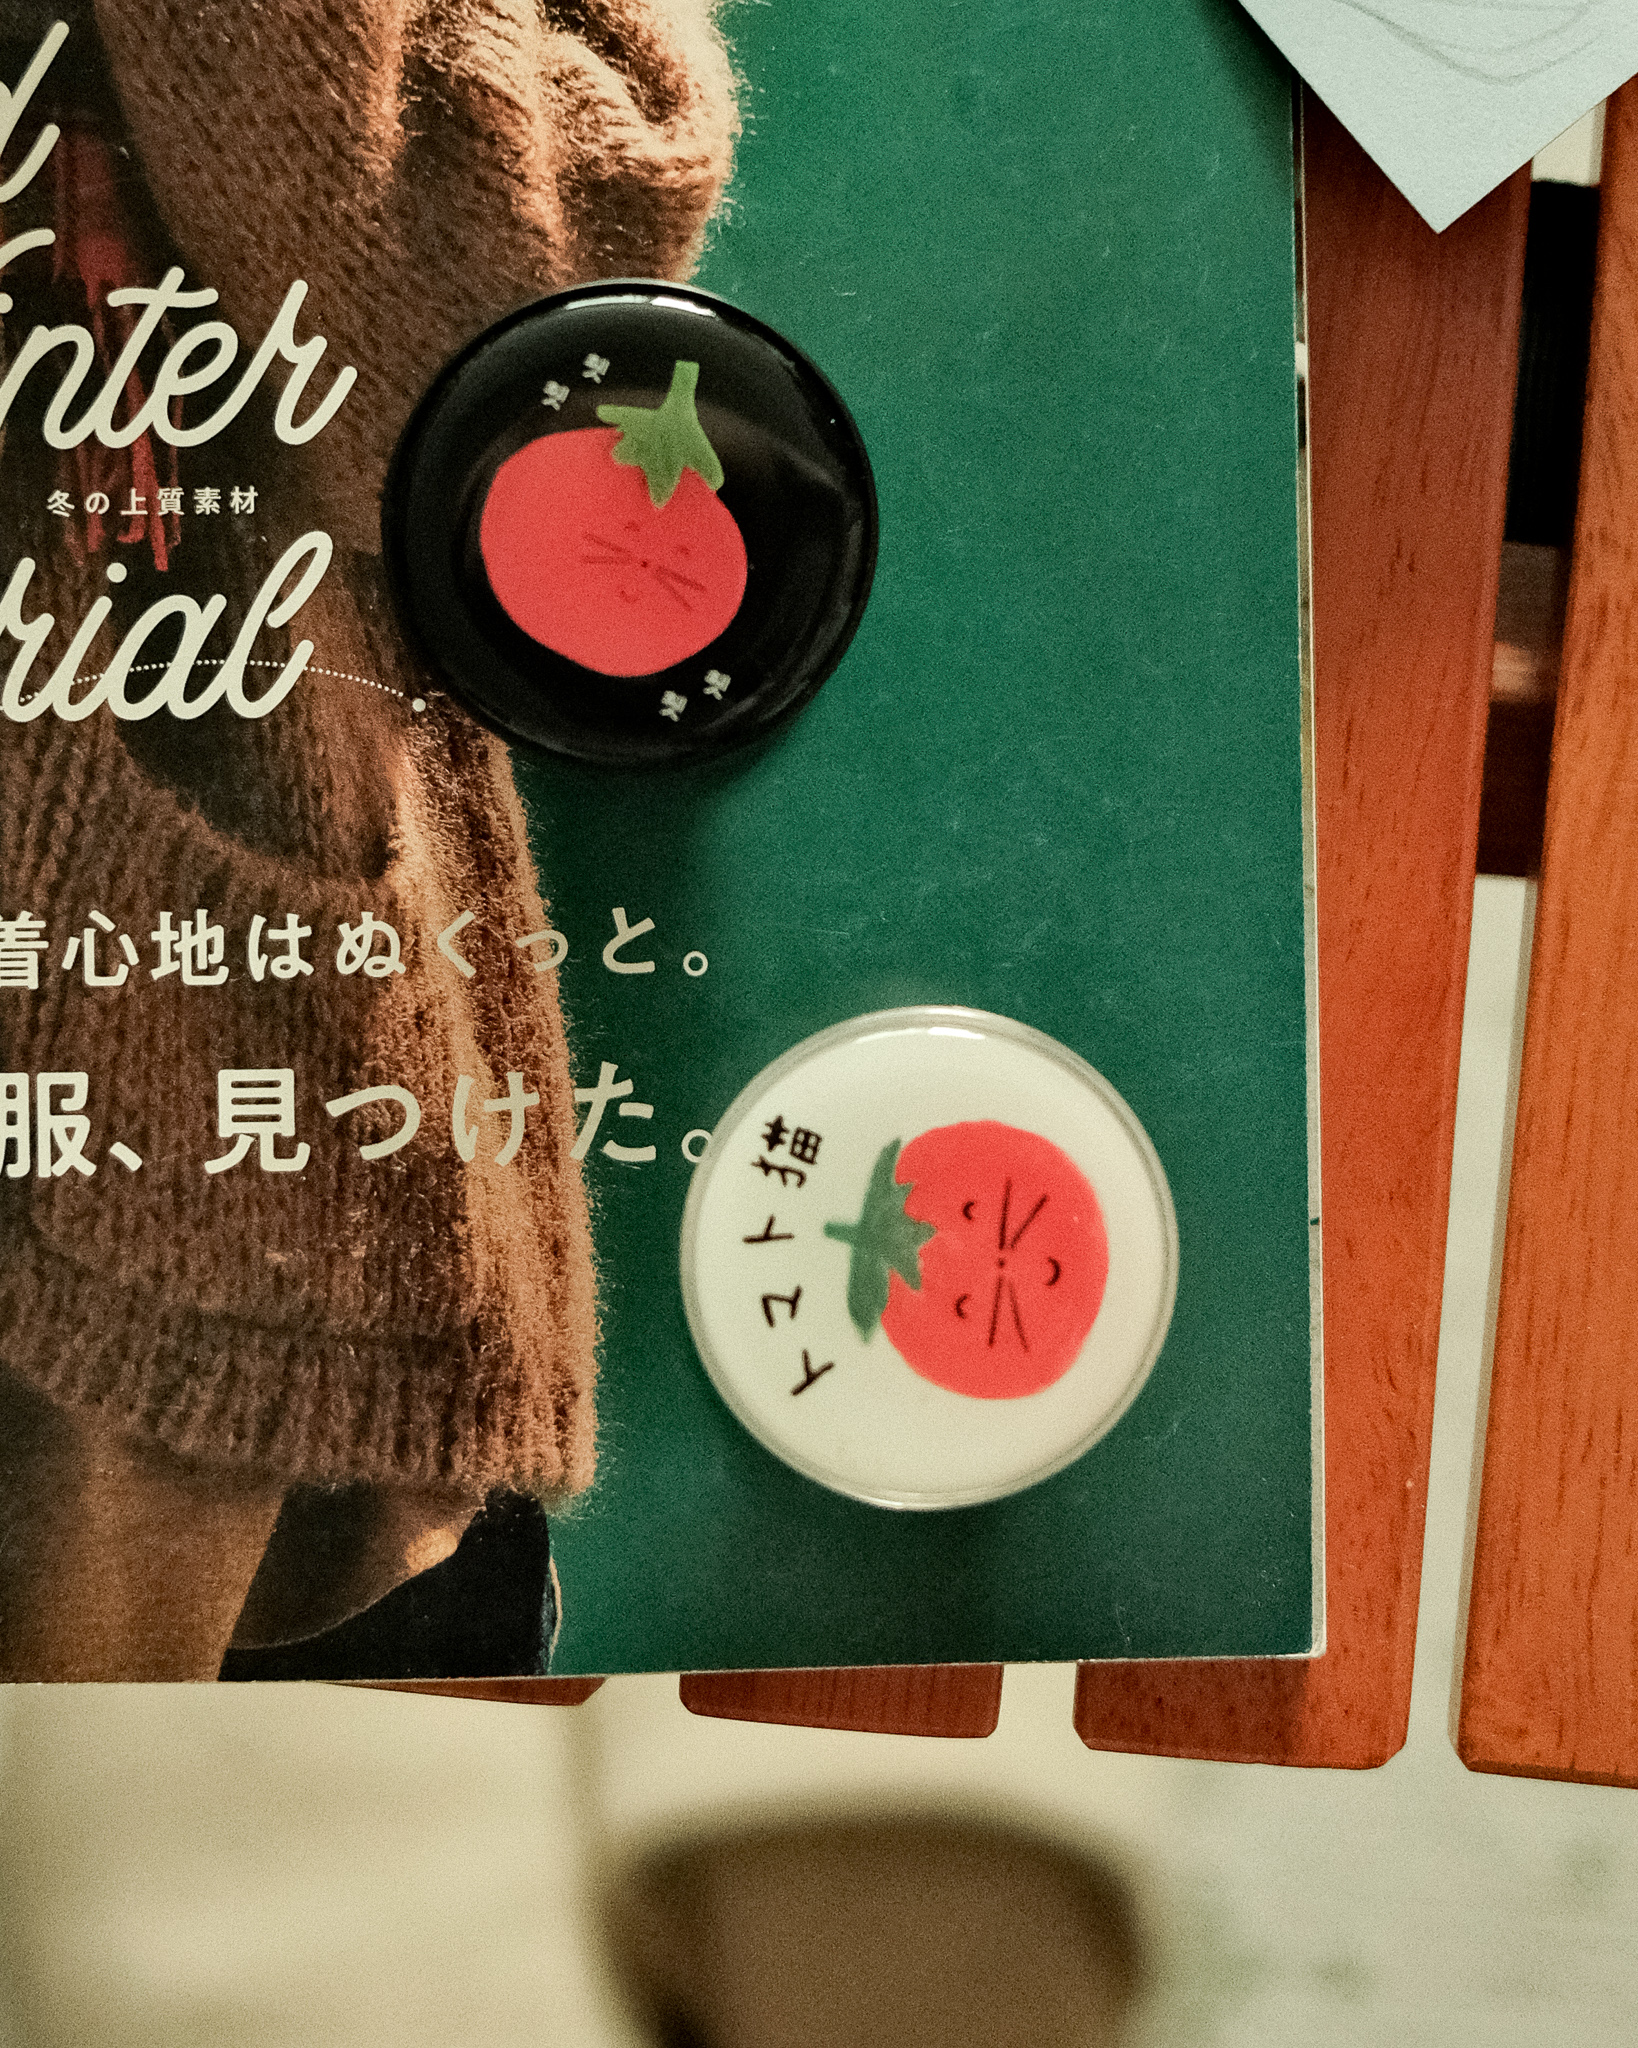 d
inter
冬の上質素材
rial
着心地はぬくっと。
服、見つけた。
トマト猫